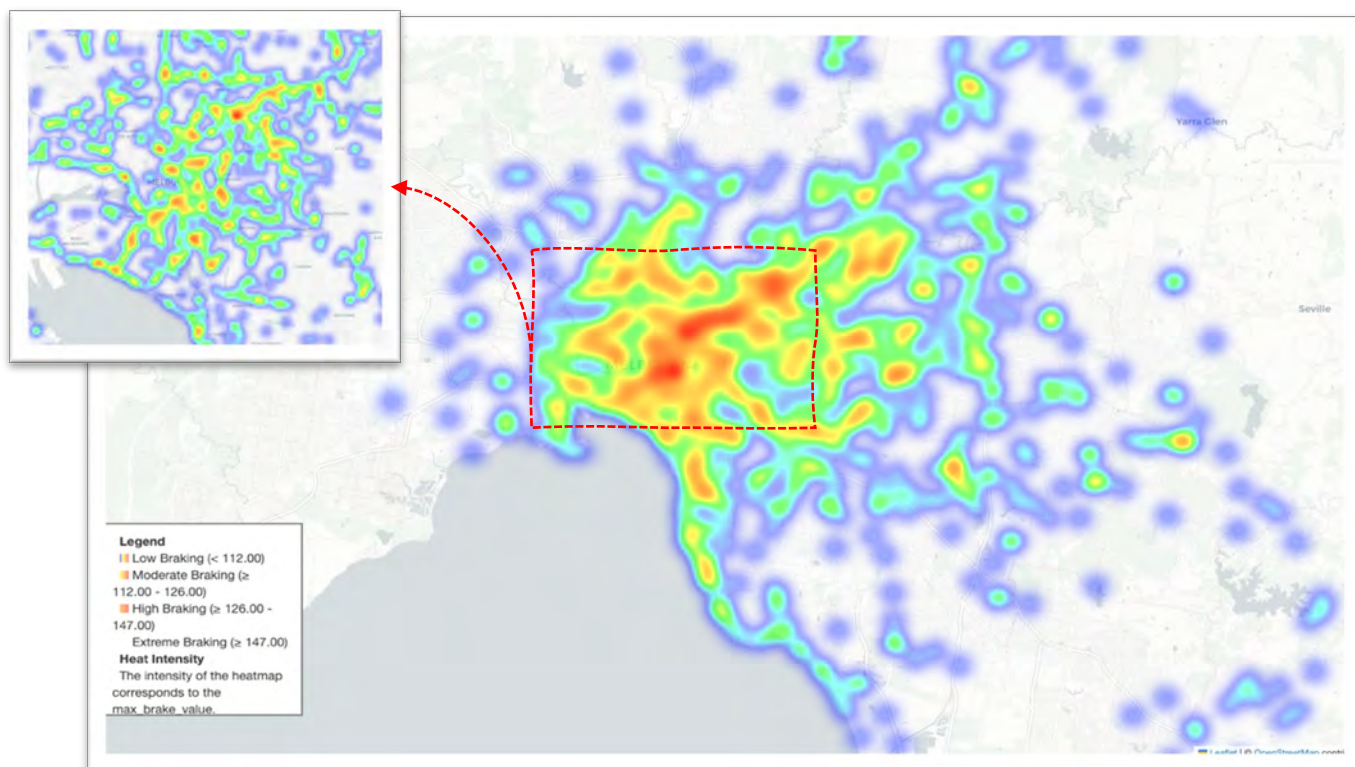 Yarra Glen
Seville
Legend
Low Braking (< 112.00)
Moderate Braking (≥
112.00 - 126.00)
High Braking (≥ 126.00 -
147.00)
Extreme Braking (≥ 147.00)
Heat Intensity
The intensity of the heatmap
corresponds to the
max_brake_value.
Leaflet | © OpenStreetMap contri